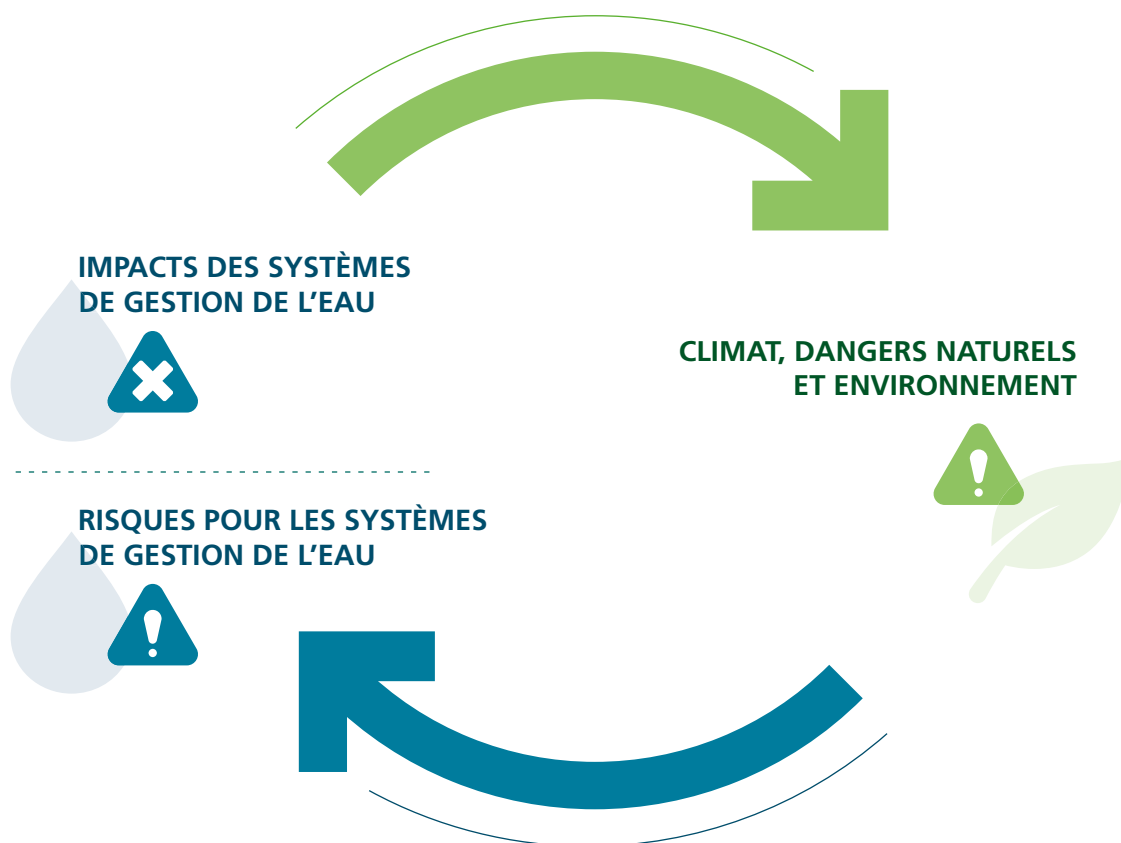 IMPACTS DES SYSTÈMES
DE GESTION DE L’EAU
CLIMAT, DANGERS NATURELS
ET ENVIRONNEMENT
RISQUES POUR LES SYSTÈMES
DE GESTION DE L’EAU